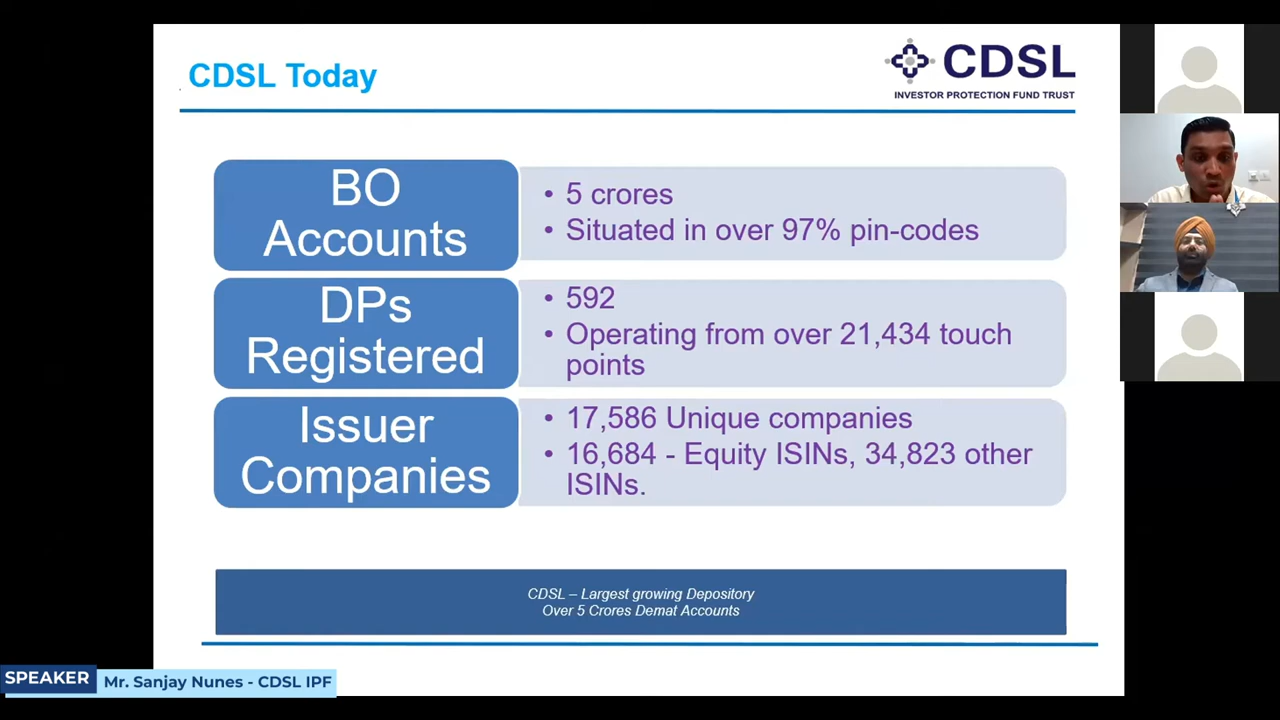 CDSL Today
CDSL
INVESTOR PROTECTION FUND TRUST
BO
Accounts
• 5 crores
• Situated in over 97% pin-codes
DPs
Registered
• 592
• Operating from over 21,434 touch
points
Issuer
Companies
• 17,586 Unique companies
• 16,684 - Equity ISINs, 34,823 other
ISINs.
CDSL – Largest growing Depository
Over 5 Crores Demat Accounts
SPEAKER
Mr. Sanjay Nunes - CDSL IPF